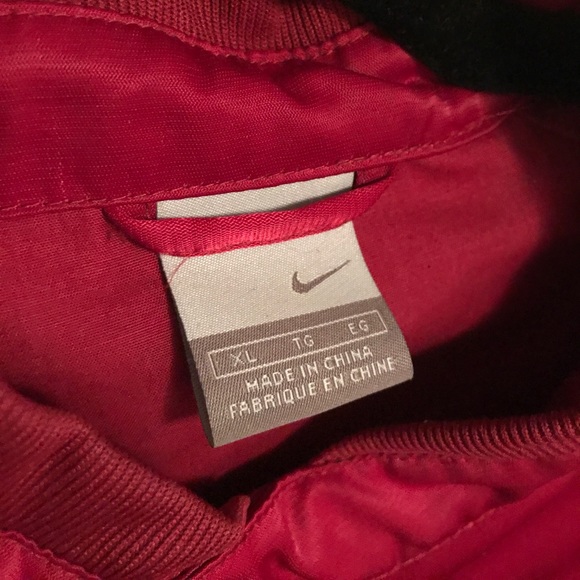 XL TG EG
MADE IN CHINA
FABRIQUE EN CHINE